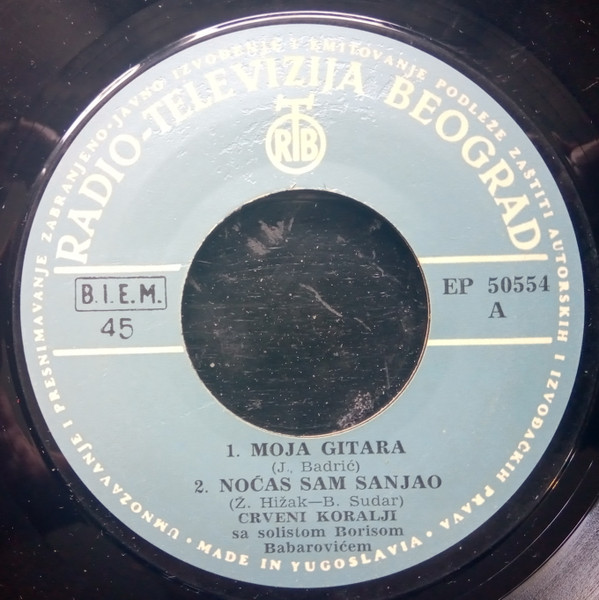 UMNOZAVANJE I PRESNIMAVANJE ZABRANJENO·JAVNO IZVOĐENJE I EMITOVANJE PODLEŽE ZAŠTITI AUTORSKIH I IZVOĐAČKIH PRAVA · MADE IN YUGOSLAVIA ·
RADIO-TELEVIZIJA BEOGRAD
RTB
B.I.E.M.
45
EP 50554
A
1. MOJA GITARA
(J. Badrić)
2. NOĆAS SAM SANJAO
(Ž. Hižak—B. Sudar)
CRVENI KORALJI
sa solistom Borisom
Babarovićem